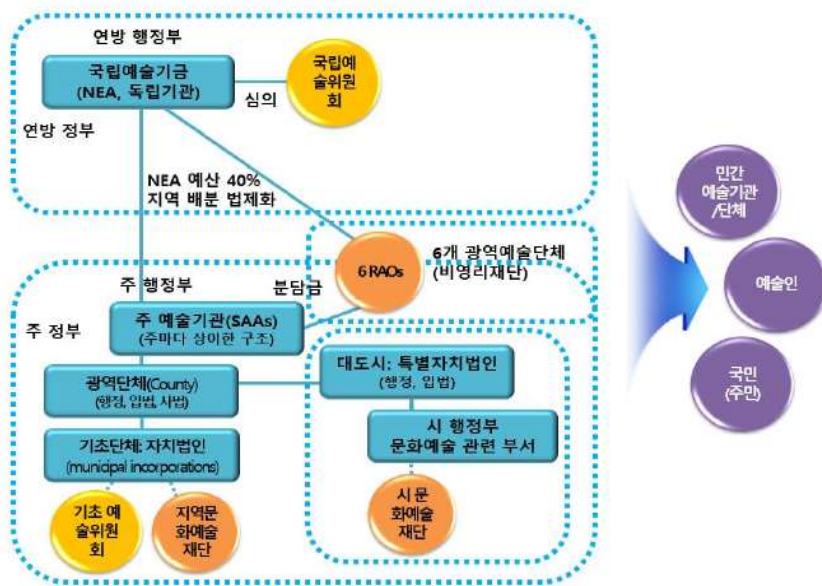 연방 행정부
국립예술기금
(NEA, 독립기관)
심의
국립예
술위원
회
연방 정부
NEA 예산 40%
지역 배분 법제화
6 RAOs
6개 광역예술단체
(비영리재단)
주 행정부
분담금
주 정부
주 예술기관(SAAs)
(주마다 상이한 구조)
광역단체(County)
(행정, 입법, 사법)
대도시: 특별자치법인
(행정, 입법)
기초단체: 자치법인
(municipal incorporations)
시 행정부
문화예술 관련 부서
기초 예
술위원
회
지역문
화예술
재단
시 문
화예술
재단
민간
예술기관
/단체
예술인
국민
(주민)